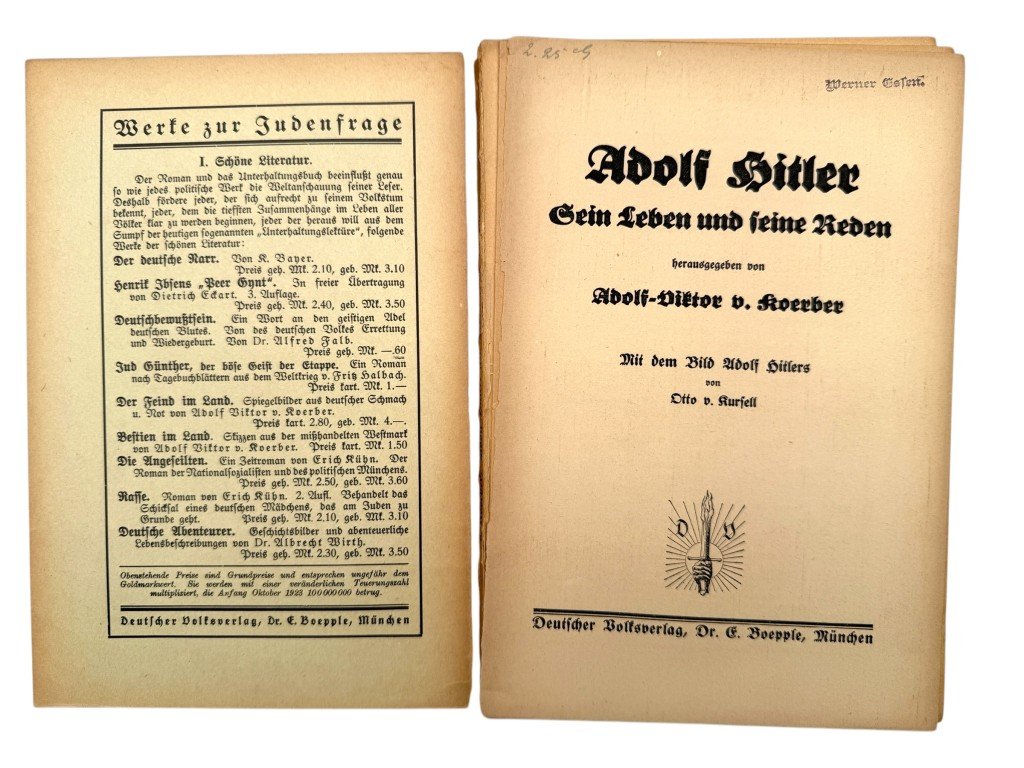 Werke zur Judenfrage
I. Schöne Literatur.
Der Roman und das Unterhaltungsbuch beeinflußt genau
so wie jedes politische Werk die Weltanschauung seiner Leser.
Deshalb fördere jeder, der sich aufrecht zu seinem Volkstum
bekennt, jeder, dem die tiefsten Zusammenhänge im Leben aller
Völker klar zu werden beginnen, jeder der heraus will aus dem
Sumpf der heutigen sogenannten „Unterhaltungslektüre“, folgende
Werke der schönen Literatur:
Der deutsche Narr. Von K. Bayer.
Preis geh. Mk. 2.10, geb. Mk. 3.10
Henrik Ibsens „Peer Gynt“. In freier Übertragung
von Dietrich Eckart. 3. Auflage.
Preis geh. Mk. 2.40, geb. Mk. 3.50
Deutschbewußtsein. Ein Wort an den geistigen Adel
deutschen Blutes. Von des deutschen Volkes Errettung
und Wiedergeburt. Von Dr. Alfred Falb.
Preis geh. Mk. —.60
Jud Günther, der böse Geist der Etappe. Ein Roman
nach Tagebuchblättern aus dem Weltkrieg v. Fritz Halbach.
Preis kart. Mk. 1.—
Der Feind im Land. Spiegelbilder aus deutscher Schmach
u. Not von Adolf Viktor v. Koerber.
Preis kart. 2.80, geb. Mk. 4.—.
Bestien im Land. Skizzen aus der mißhandelten Westmark
von Adolf Viktor v. Koerber. Preis kart. Mk. 1.50
Die Angeseilten. Ein Zeitroman von Erich Kühn. Der
Roman der Nationalsozialisten und des politischen Münchens.
Preis geh. Mk. 2.50, geb. Mk. 3.60
Rasse. Roman von Erich Kühn. 2. Aufl. Behandelt das
Schicksal eines deutschen Mädchens, das am Juden zu
Grunde geht. Preis geh. Mk. 2.10, geb. Mk. 3.10
Deutsche Abenteurer. Geschichtsbilder und abenteuerliche
Lebensbeschreibungen von Dr. Albrecht Wirth.
Preis geh. Mk. 2.30, geb. Mk. 3.50
Obenstehende Preise sind Grundpreise und entsprechen ungefähr dem
Goldmarkwert. Sie werden mit einer veränderlichen Teuerungszahl
multipliziert, die Anfang Oktober 1923 100 000 000 betrug.
Deutscher Volksverlag, Dr. E. Boepple, München
2.25
Werner Essen.
Adolf Hitler
Sein Leben und seine Reden
herausgegeben von
Adolf-Viktor v. Koerber
Mit dem Bild Adolf Hitlers
von
Otto v. Kursell
D V
Deutscher Volksverlag, Dr. E. Boepple, München